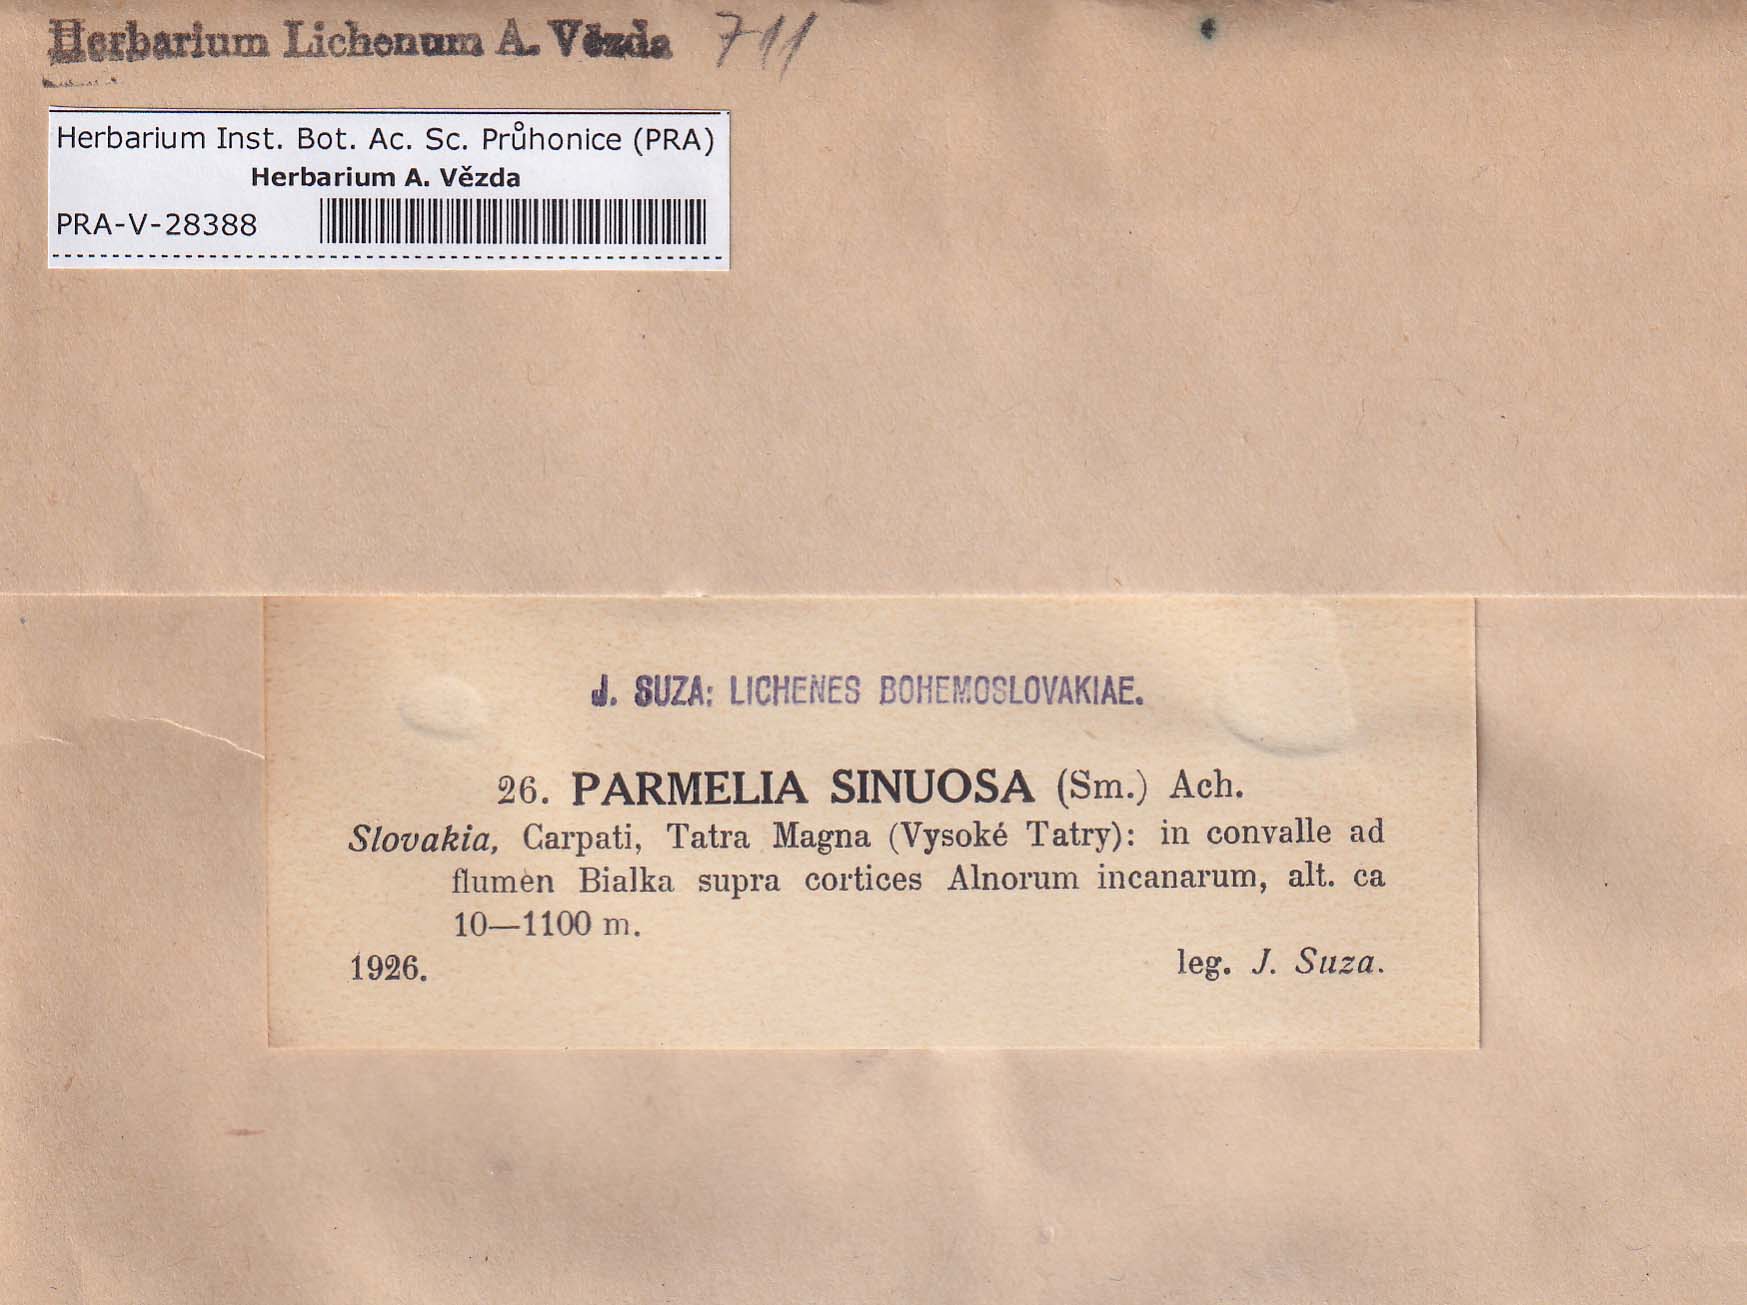 Herbarium Lichenum A. Vězda 711
Herbarium Inst. Bot. Ac. Sc. Průhonice (PRA)
Herbarium A. Vězda
PRA-V-28388
J. SUZA: LICHENES BOHEMOSLOVAKIAE.
26. PARMELIA SINUOSA (Sm.) Ach.
Slovakia, Carpati, Tatra Magna (Vysoké Tatry): in convalle ad
flumen Bialka supra cortices Alnorum incanarum, alt. ca
10—1100 m.
1926. leg. J. Suza.